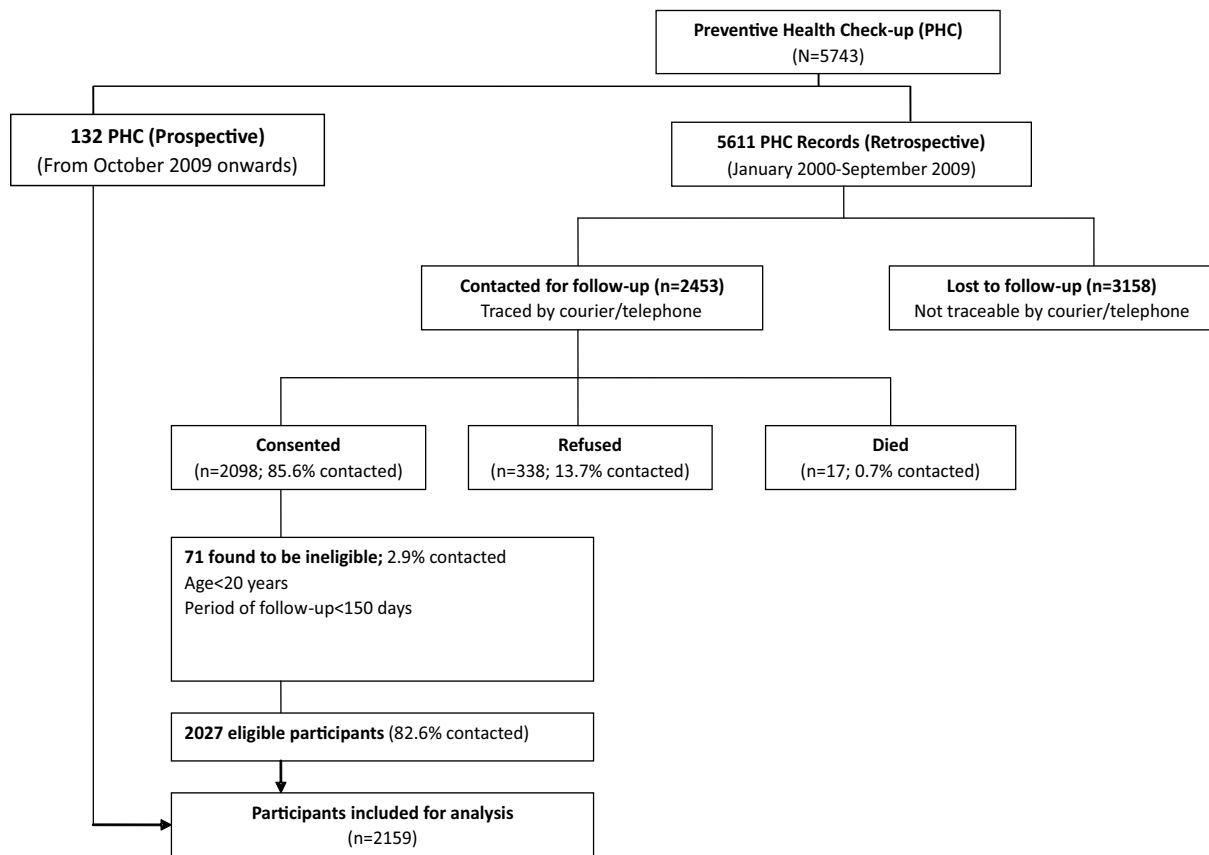 Preventive Health Check-up (PHC)
(N=5743)
132 PHC (Prospective)
(From October 2009 onwards)
5611 PHC Records (Retrospective)
(January 2000-September 2009)
Contacted for follow-up (n=2453)
Traced by courier/telephone
Lost to follow-up (n=3158)
Not traceable by courier/telephone
Consented
(n=2098; 85.6% contacted)
Refused
(n=338; 13.7% contacted)
Died
(n=17; 0.7% contacted)
71 found to be ineligible; 2.9% contacted
Age<20 years
Period of follow-up<150 days
2027 eligible participants (82.6% contacted)
Participants included for analysis
(n=2159)